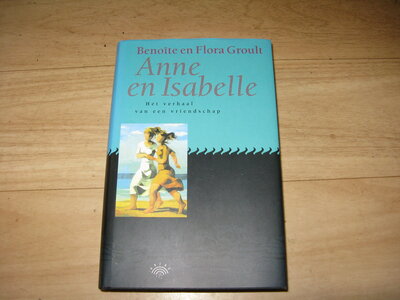 Benoîte en Flora Groult
Anne
en Isabelle
Het verhaal
van een vriendschap